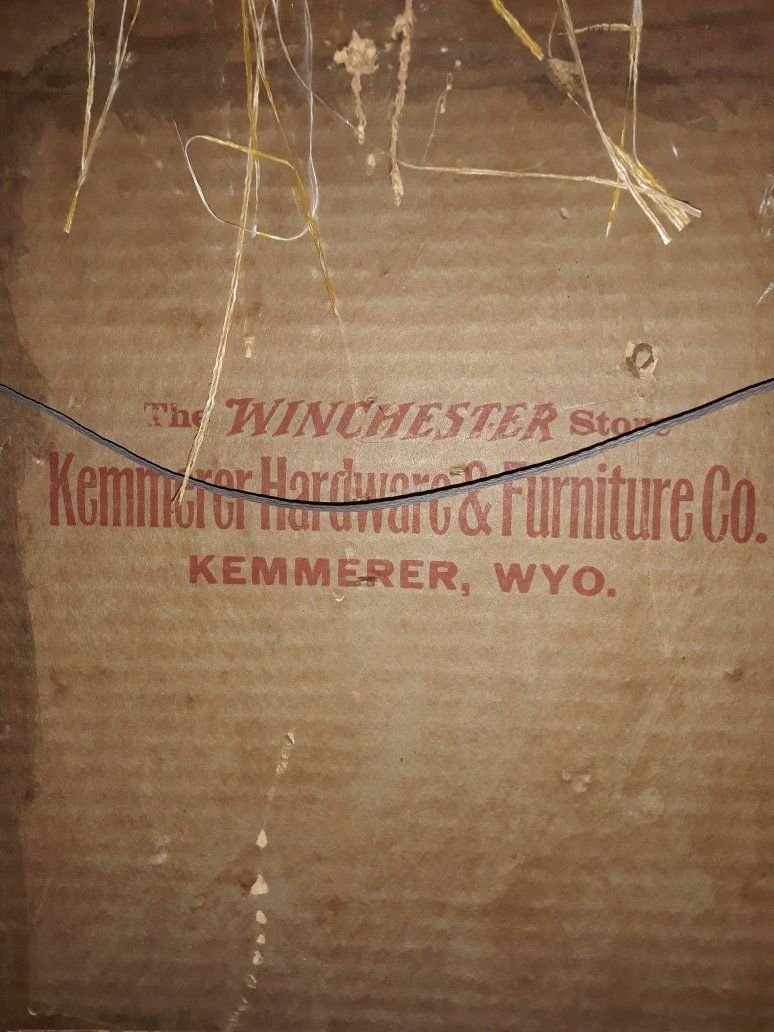 The WINCHESTER Store
Kemmerer Hardware & Furniture Co.
KEMMERER, WYO.